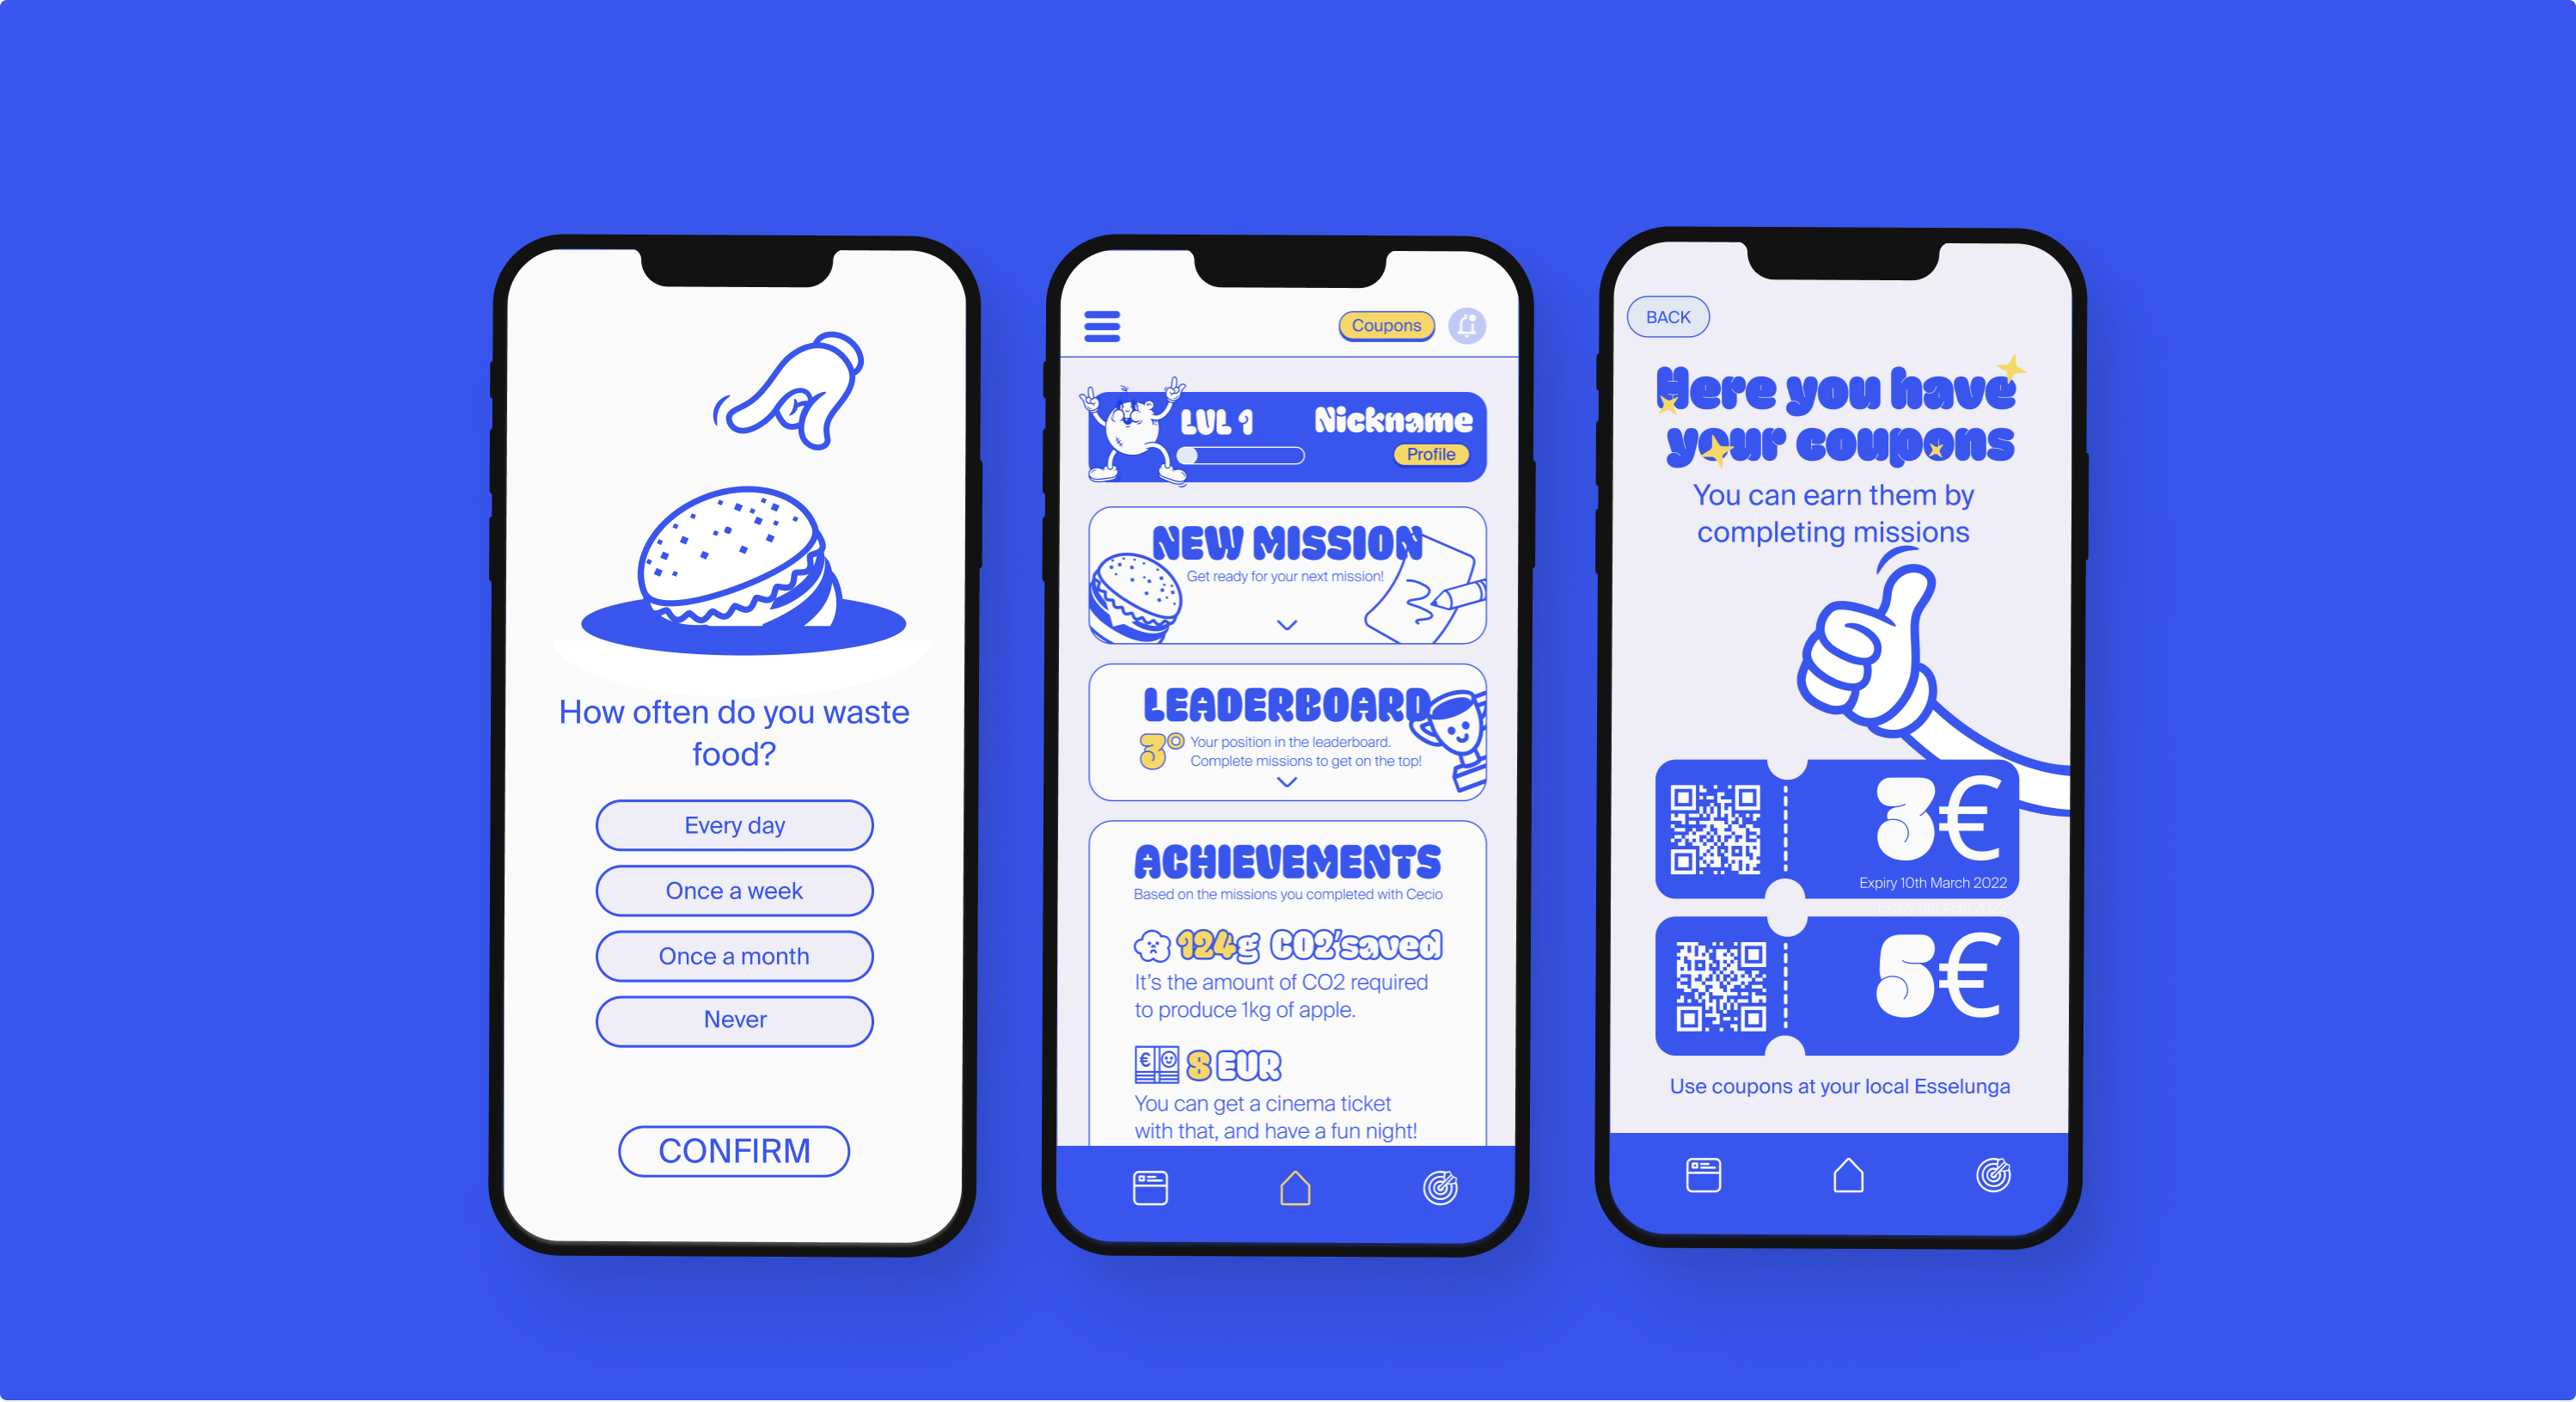 How often do you waste
food?
Every day
Once a week
Once a month
Never
CONFIRM
Coupons
LVL 1
Nickname
Profile
NEW MISSION
Get ready for your next mission!
LEADERBOARD
3°
Your position in the leaderboard.
Complete missions to get on the top!
ACHIEVEMENTS
Based on the missions you completed with Cecio
124g CO2'saved
It's the amount of CO2 required
to produce 1kg of apple.
€
8 EUR
You can get a cinema ticket
with that, and have a fun night!
BACK
Here you have
your coupons
You can earn them by
completing missions
3€
Expiry 10th March 2022
Expiry 9th April 2022
5€
Use coupons at your local Esselunga